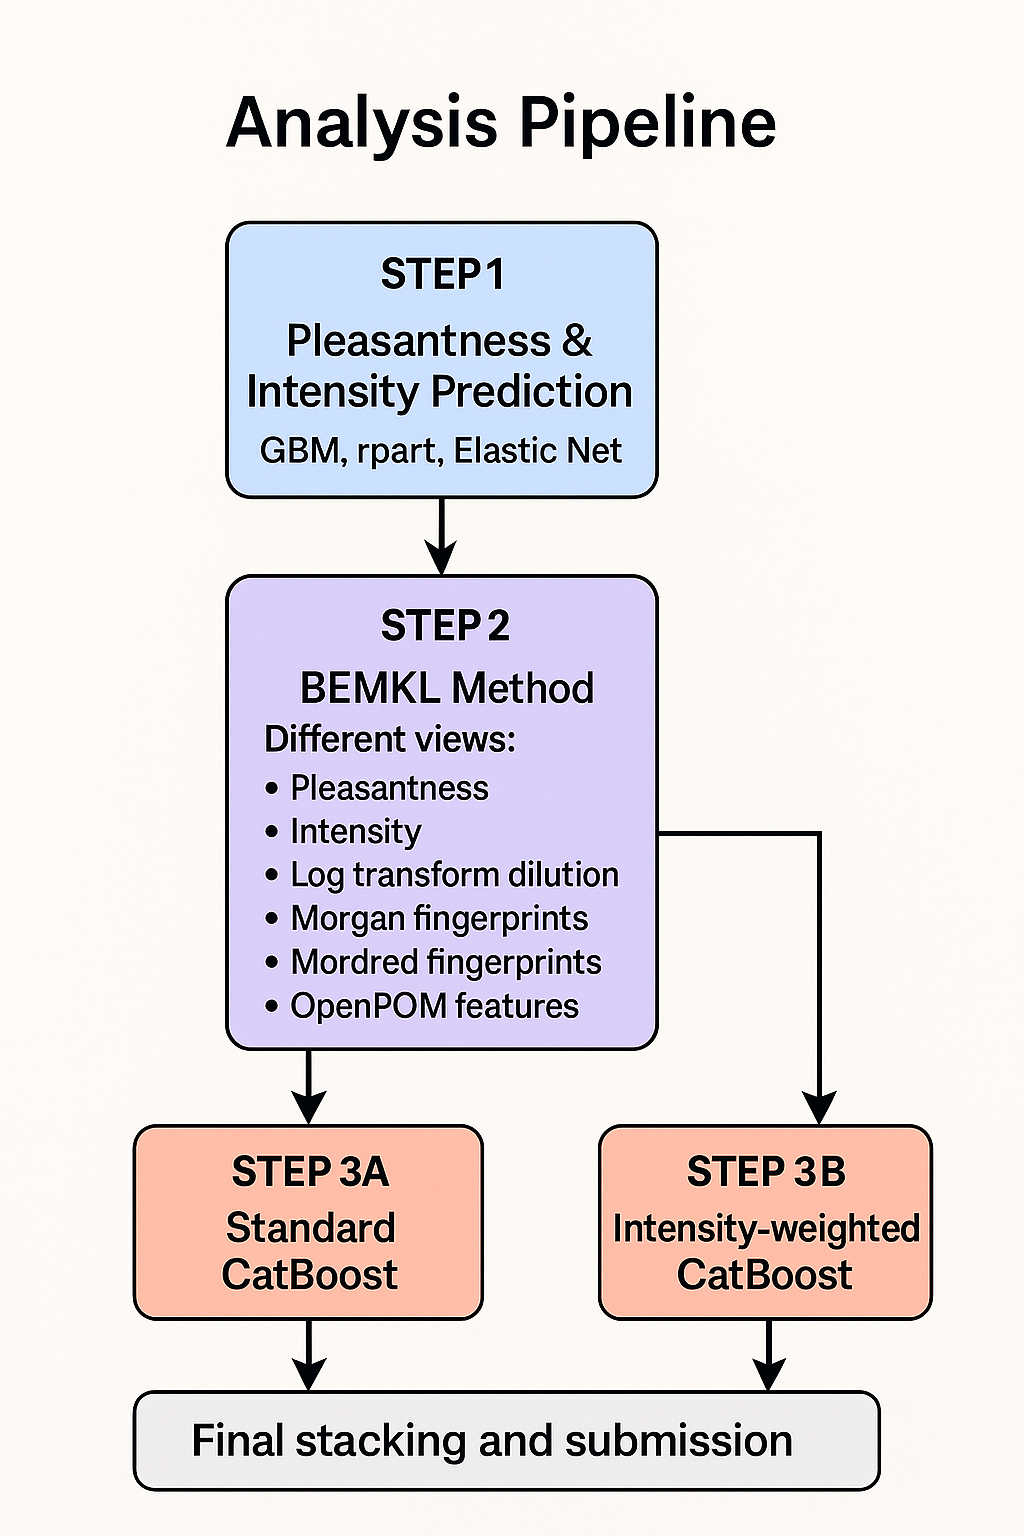 Analysis Pipeline
STEP 1
Pleasantness &
Intensity Prediction
GBM, rpart, Elastic Net
STEP 2
BEMKL Method
Different views:
• Pleasantness
• Intensity
• Log transform dilution
• Morgan fingerprints
• Mordred fingerprints
• OpenPOM features
STEP 3A
Standard
CatBoost
STEP 3B
Intensity-weighted
CatBoost
Final stacking and submission